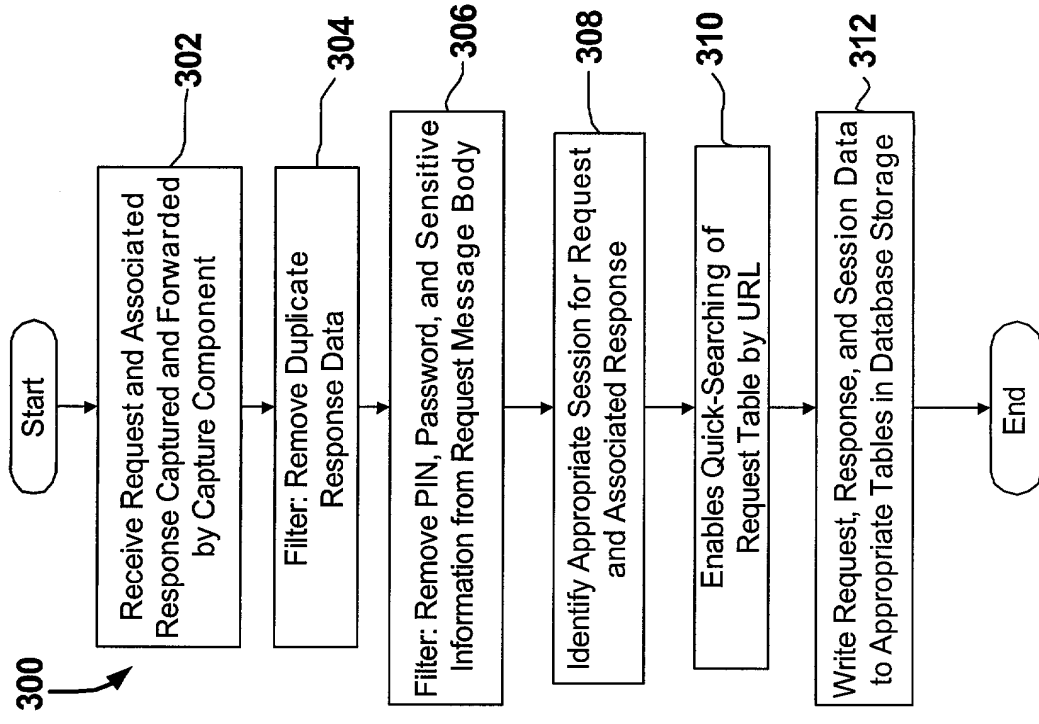 300
Start
Receive Request and Associated
Response Captured and Forwarded
by Capture Component
302
Filter: Remove Duplicate
Response Data
304
Filter: Remove PIN, Password, and Sensitive
Information from Request Message Body
306
Identify Appropriate Session for Request
and Associated Response
308
Enables Quick-Searching of
Request Table by URL
310
Write Request, Response, and Session Data
to Appropriate Tables in Database Storage
312
End